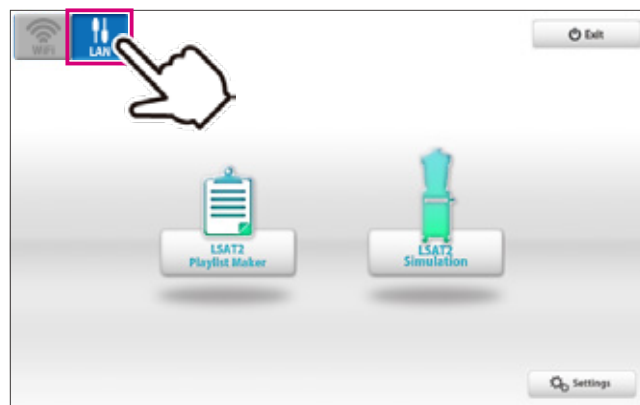 WiFi
LAN
Exit
LSAT2
Playlist Maker
LSAT2
Simulation
Settings